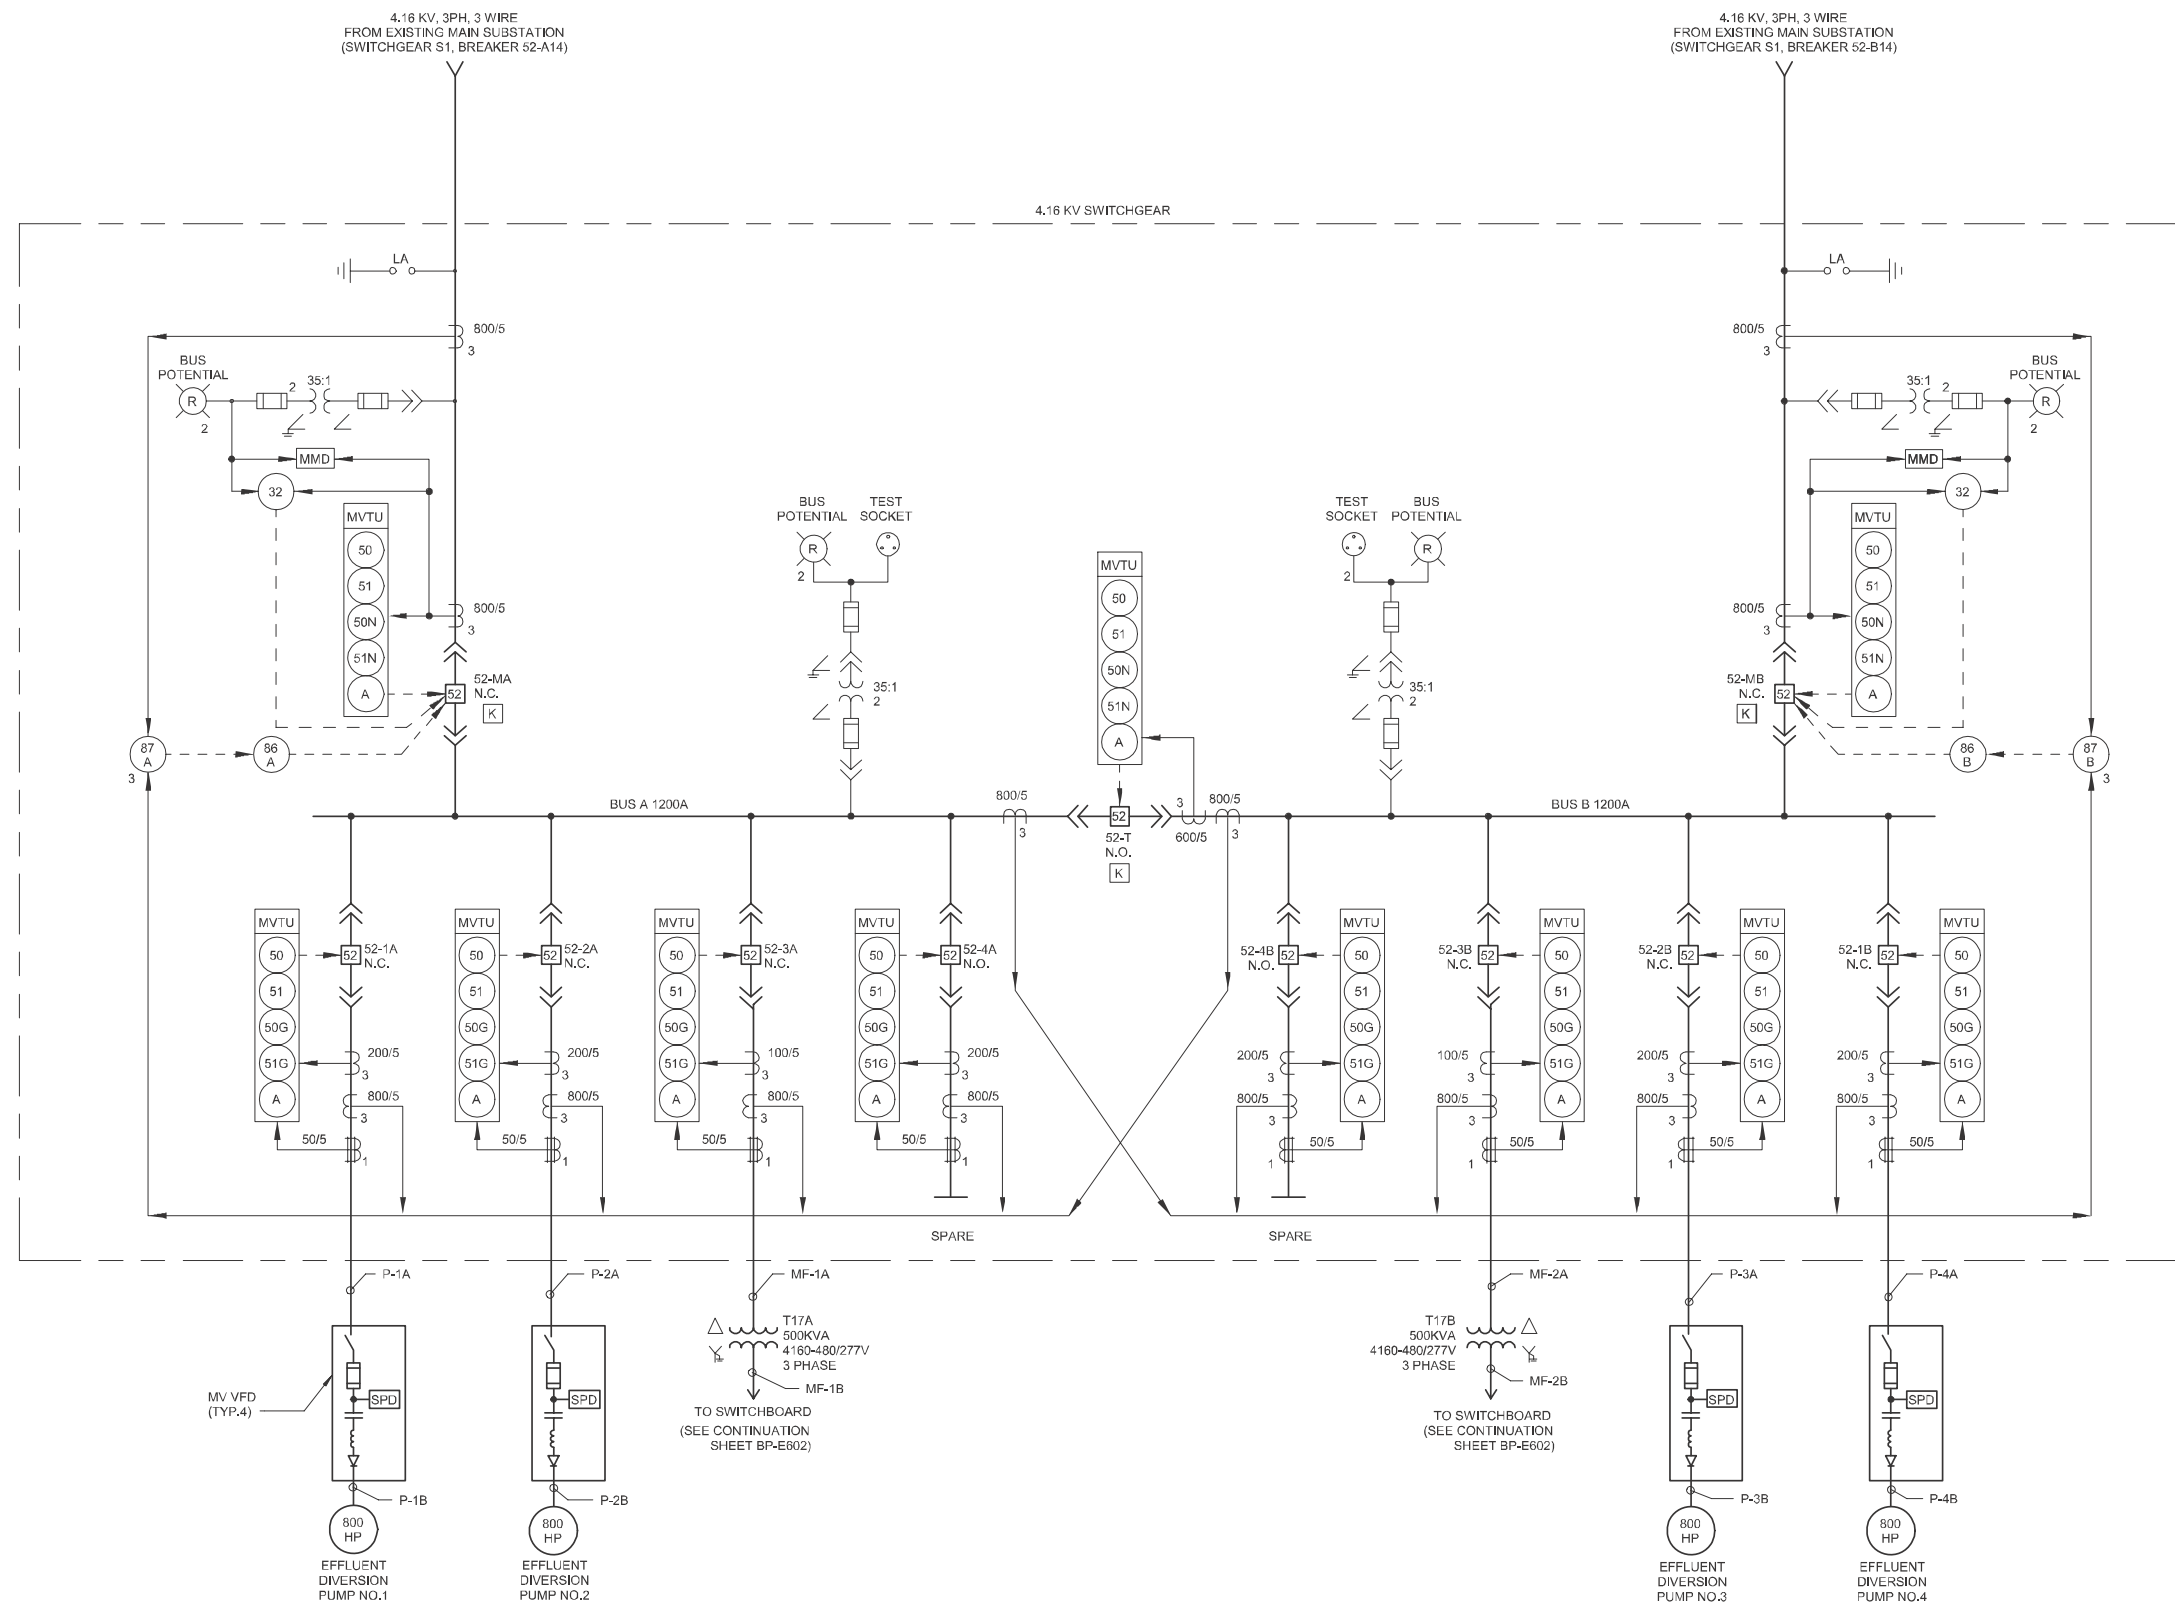 4.16 KV, 3PH, 3 WIRE
FROM EXISTING MAIN SUBSTATION
(SWITCHGEAR S1, BREAKER 52-A14)
4.16 KV, 3PH, 3 WIRE
FROM EXISTING MAIN SUBSTATION
(SWITCHGEAR S1, BREAKER 52-B14)
4.16 KV SWITCHGEAR
LA
800/5
3
BUS
POTENTIAL
R
2
2
35:1
MMD
32
MVTU
50
51
50N
51N
A
800/5
3
52-MA
N.C.
52
K
87
A
3
86
A
LA
800/5
3
35:1
2
BUS
POTENTIAL
R
2
MMD
32
MVTU
50
51
50N
51N
A
800/5
3
52-MB
N.C.
52
K
86
B
87
B
3
BUS
POTENTIAL
TEST
SOCKET
R
2
35:1
2
TEST
SOCKET
BUS
POTENTIAL
R
2
35:1
2
MVTU
50
51
50N
51N
A
BUS A 1200A
800/5
3
52
52-T
N.O.
K
3
600/5
800/5
3
BUS B 1200A
MVTU
50
51
50G
51G
A
52-1A
52
N.C.
200/5
3
800/5
3
50/5
1
MVTU
50
51
50G
51G
A
52-2A
52
N.C.
200/5
3
800/5
3
50/5
1
MVTU
50
51
50G
51G
A
52-3A
52
N.C.
100/5
3
800/5
3
50/5
1
MVTU
50
51
50G
51G
A
52-4A
52
N.O.
200/5
3
800/5
3
50/5
1
52-4B
52
N.O.
MVTU
50
51
50G
51G
A
200/5
3
800/5
3
50/5
1
52-3B
52
N.C.
MVTU
50
51
50G
51G
A
100/5
3
800/5
3
50/5
1
52-2B
52
N.C.
MVTU
50
51
50G
51G
A
200/5
3
800/5
3
50/5
1
52-1B
52
N.C.
MVTU
50
51
50G
51G
A
200/5
3
800/5
3
50/5
1
SPARE
SPARE
P-1A
P-2A
MF-1A
MF-2A
P-3A
P-4A
MV VFD
(TYP.4)
SPD
P-1B
800
HP
EFFLUENT
DIVERSION
PUMP NO.1
SPD
P-2B
800
HP
EFFLUENT
DIVERSION
PUMP NO.2
T17A
500KVA
4160-480/277V
3 PHASE
MF-1B
TO SWITCHBOARD
(SEE CONTINUATION
SHEET BP-E602)
T17B
500KVA
4160-480/277V
3 PHASE
MF-2B
TO SWITCHBOARD
(SEE CONTINUATION
SHEET BP-E602)
SPD
P-3B
800
HP
EFFLUENT
DIVERSION
PUMP NO.3
SPD
P-4B
800
HP
EFFLUENT
DIVERSION
PUMP NO.4